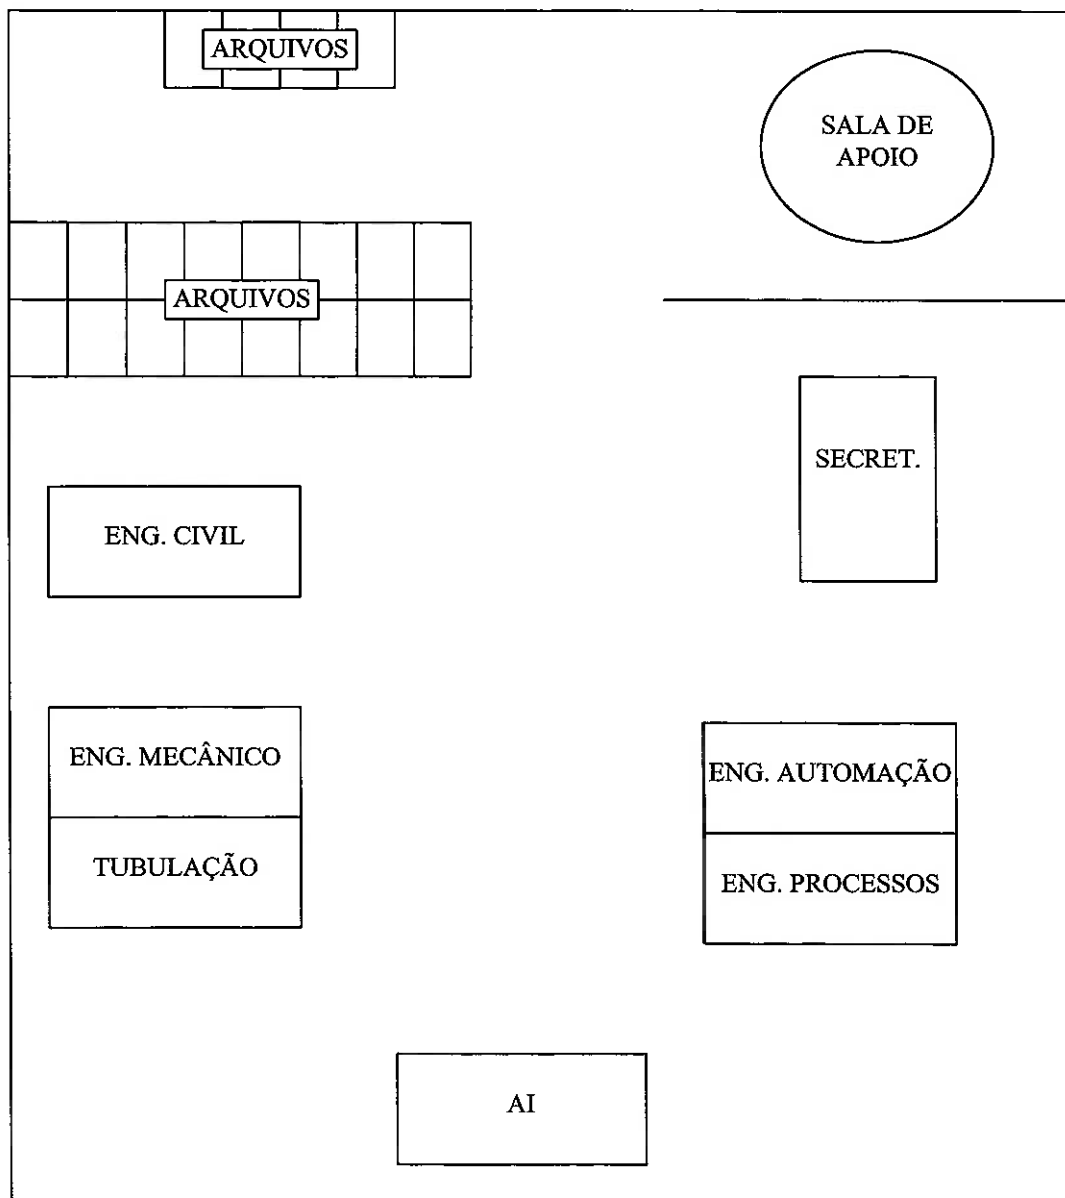 ARQUIVOS
SALA DE
APOIO
ARQUIVOS
SECRET.
ENG. CIVIL
ENG. MECÂNICO
TUBULAÇÃO
ENG. AUTOMAÇÃO
ENG. PROCESSOS
AI